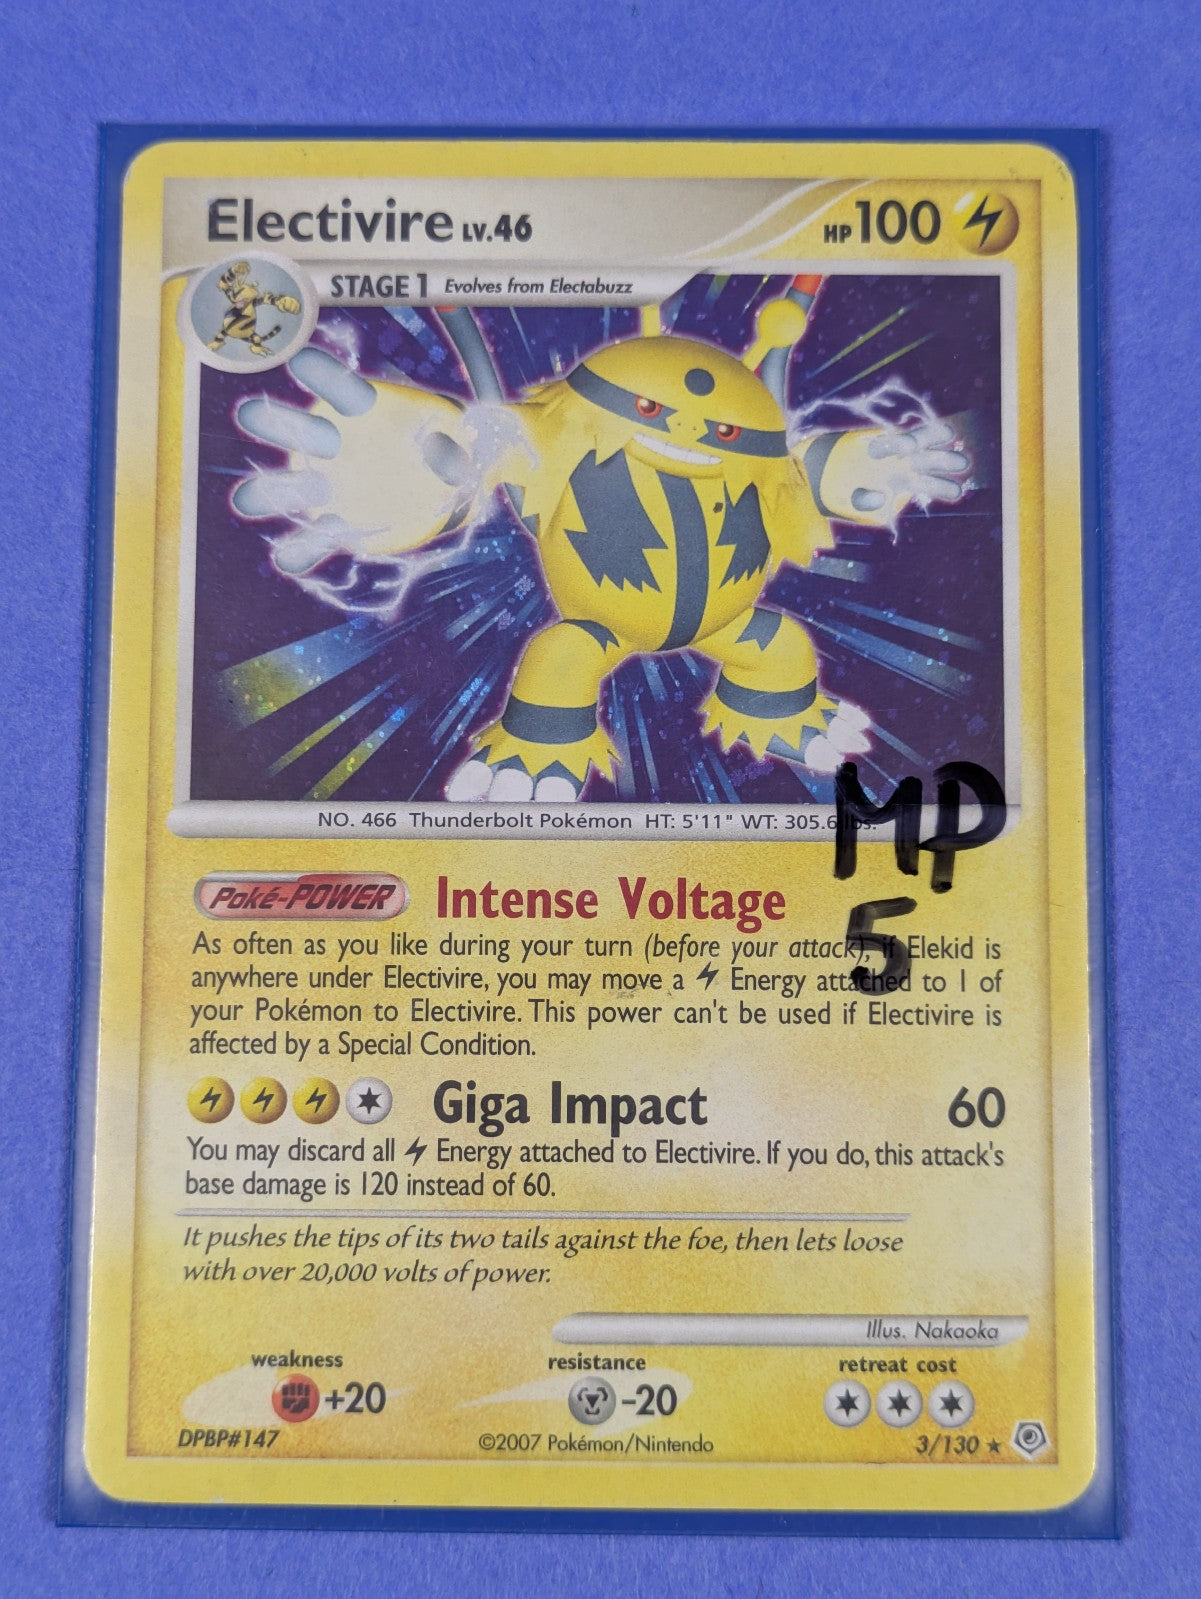 Electivire LV.46 HP 100
STAGE 1 Evolves from Electabuzz
NO. 466 Thunderbolt Pokémon HT: 5'11" WT: 305.6 lbs.
MP
5
Poké-POWER Intense Voltage
As often as you like during your turn (before your attack), if Elekid is
anywhere under Electivire, you may move a Energy attached to 1 of
your Pokémon to Electivire. This power can't be used if Electivire is
affected by a Special Condition.
Giga Impact 60
You may discard all Energy attached to Electivire. If you do, this attack's
base damage is 120 instead of 60.
It pushes the tips of its two tails against the foe, then lets loose
with over 20,000 volts of power.
Illus. Nakaoka
weakness resistance retreat cost
+20 -20
DPBP#147 ©2007 Pokémon/Nintendo 3/130 ★